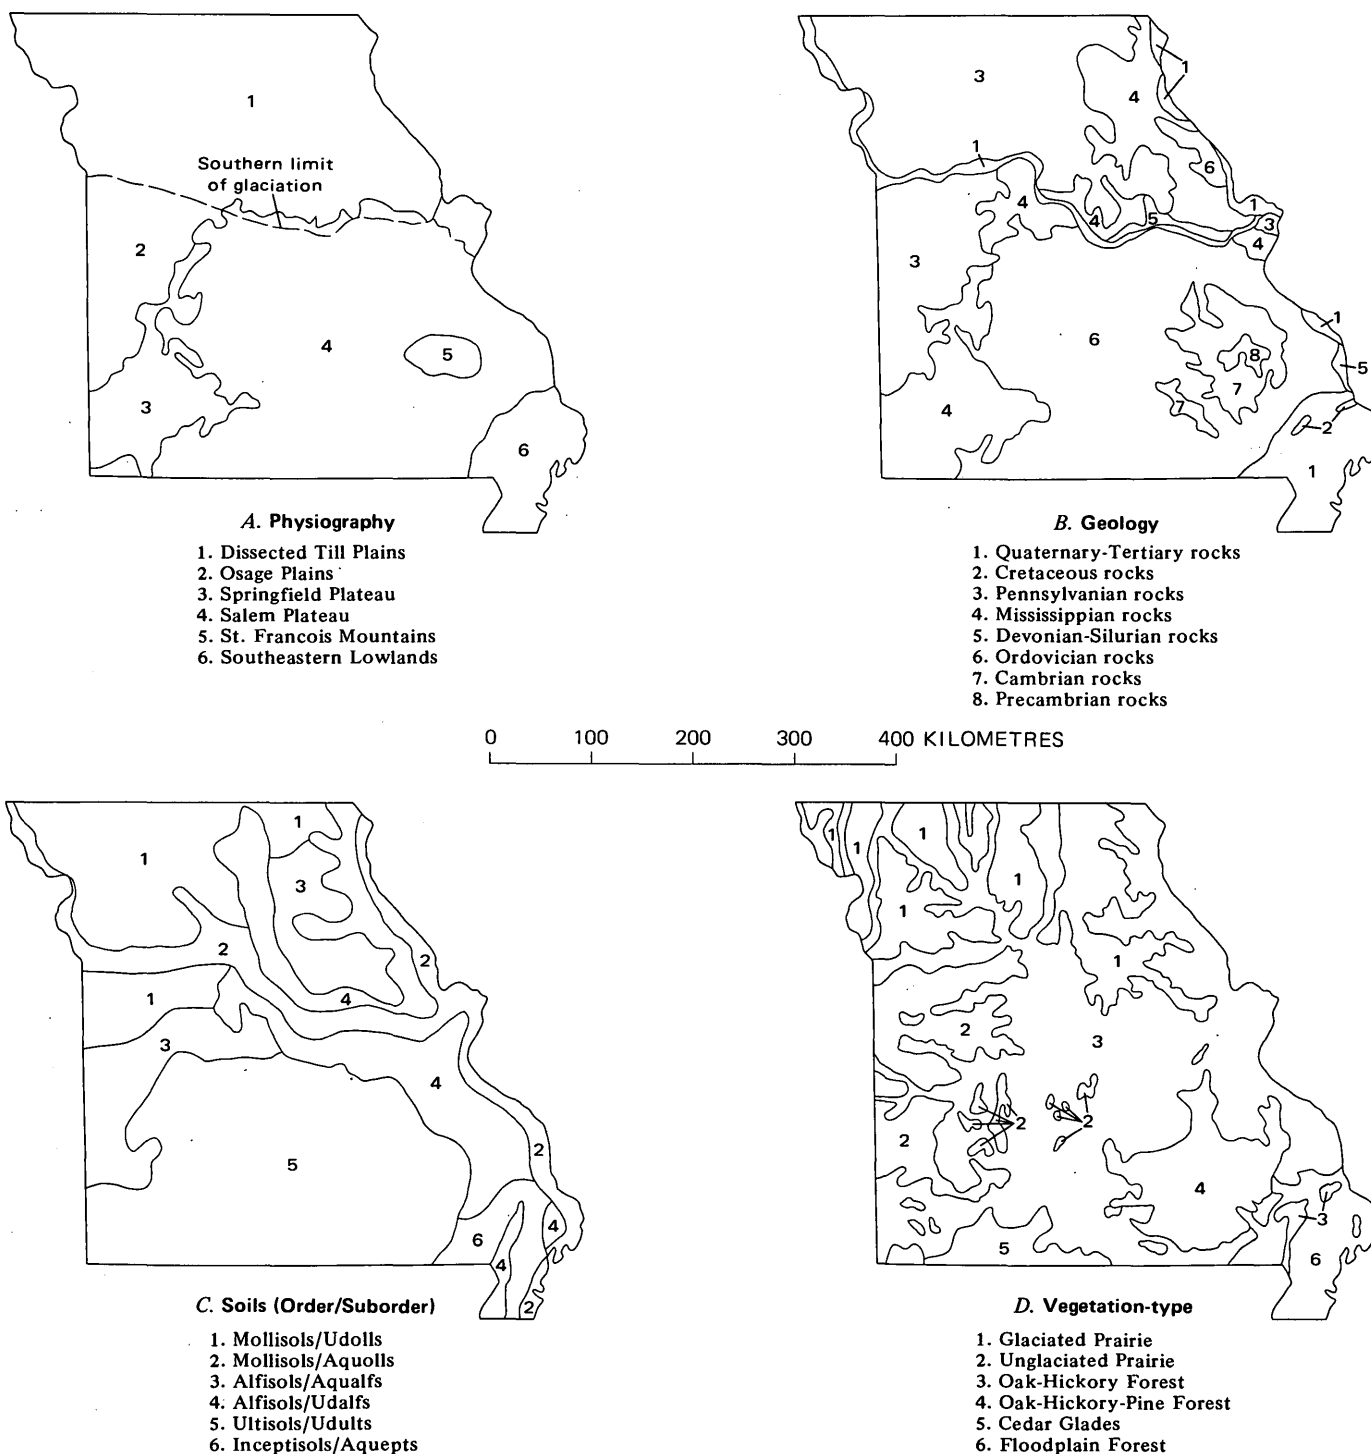 1
Southern limit
of glaciation
2
4
5
3
6
A. Physiography
1. Dissected Till Plains
2. Osage Plains
3. Springfield Plateau
4. Salem Plateau
5. St. Francois Mountains
6. Southeastern Lowlands
1
3
4
1
6
4
4
5
1
3
4
3
1
6
8
5
7
4
7
2
1
B. Geology
1. Quaternary-Tertiary rocks
2. Cretaceous rocks
3. Pennsylvanian rocks
4. Mississippian rocks
5. Devonian-Silurian rocks
6. Ordovician rocks
7. Cambrian rocks
8. Precambrian rocks
0 100 200 300 400 KILOMETRES
1
1
3
2
2
1
4
3
4
5
2
6
4
4
2
C. Soils (Order/Suborder)
1. Mollisols/Udolls
2. Mollisols/Aquolls
3. Alfisols/Aqualfs
4. Alfisols/Udalfs
5. Ultisols/Udults
6. Inceptisols/Aquepts
1
1
1
1
1
1
2
3
2
2
2
4
3
5
6
D. Vegetation-type
1. Glaciated Prairie
2. Unglaciated Prairie
3. Oak-Hickory Forest
4. Oak-Hickory-Pine Forest
5. Cedar Glades
6. Floodplain Forest